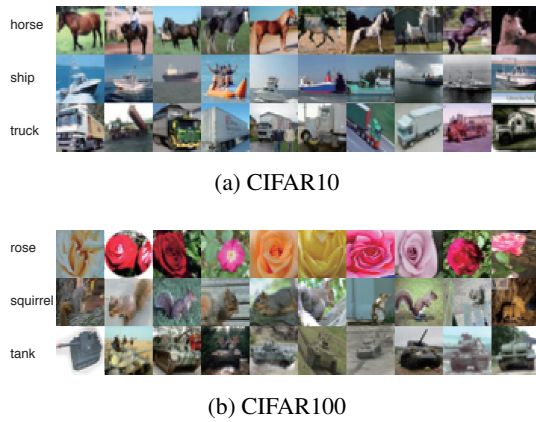 horse
ship
truck
(a) CIFAR10
rose
squirrel
tank
(b) CIFAR100